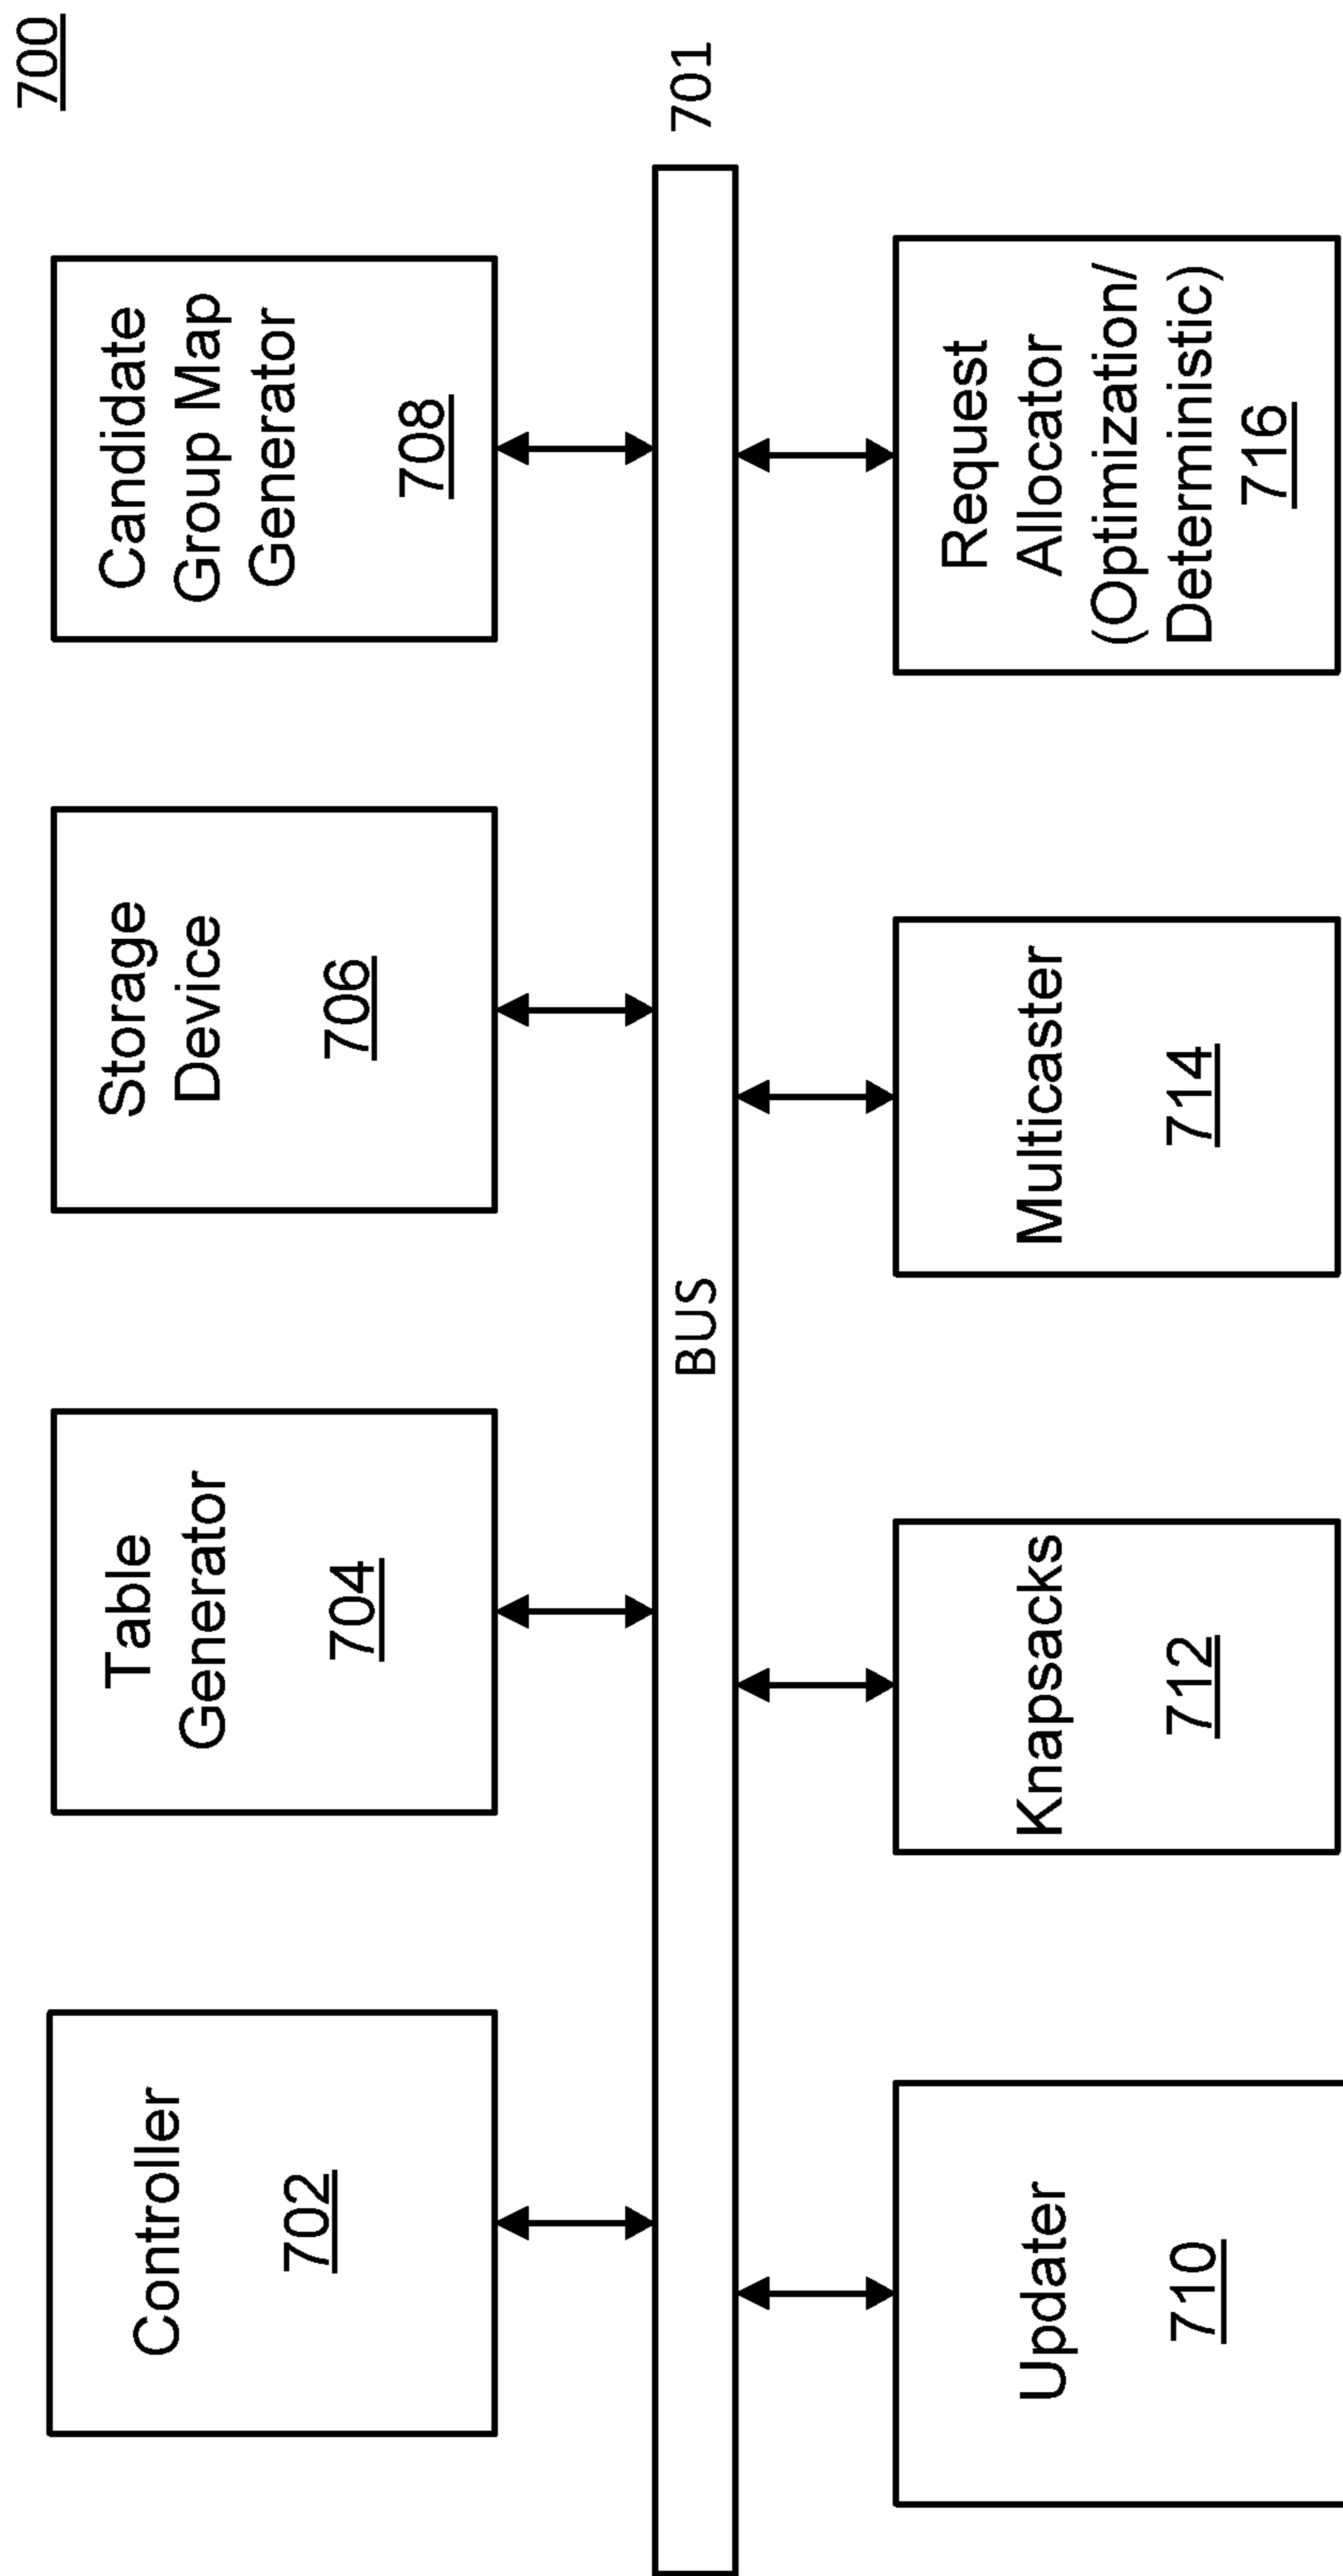 700
Controller
702
Table
Generator
704
Storage
Device
706
Candidate
Group Map
Generator
708
BUS
701
Updater
710
Knapsacks
712
Multicaster
714
Request
Allocator
(Optimization/
Deterministic)
716